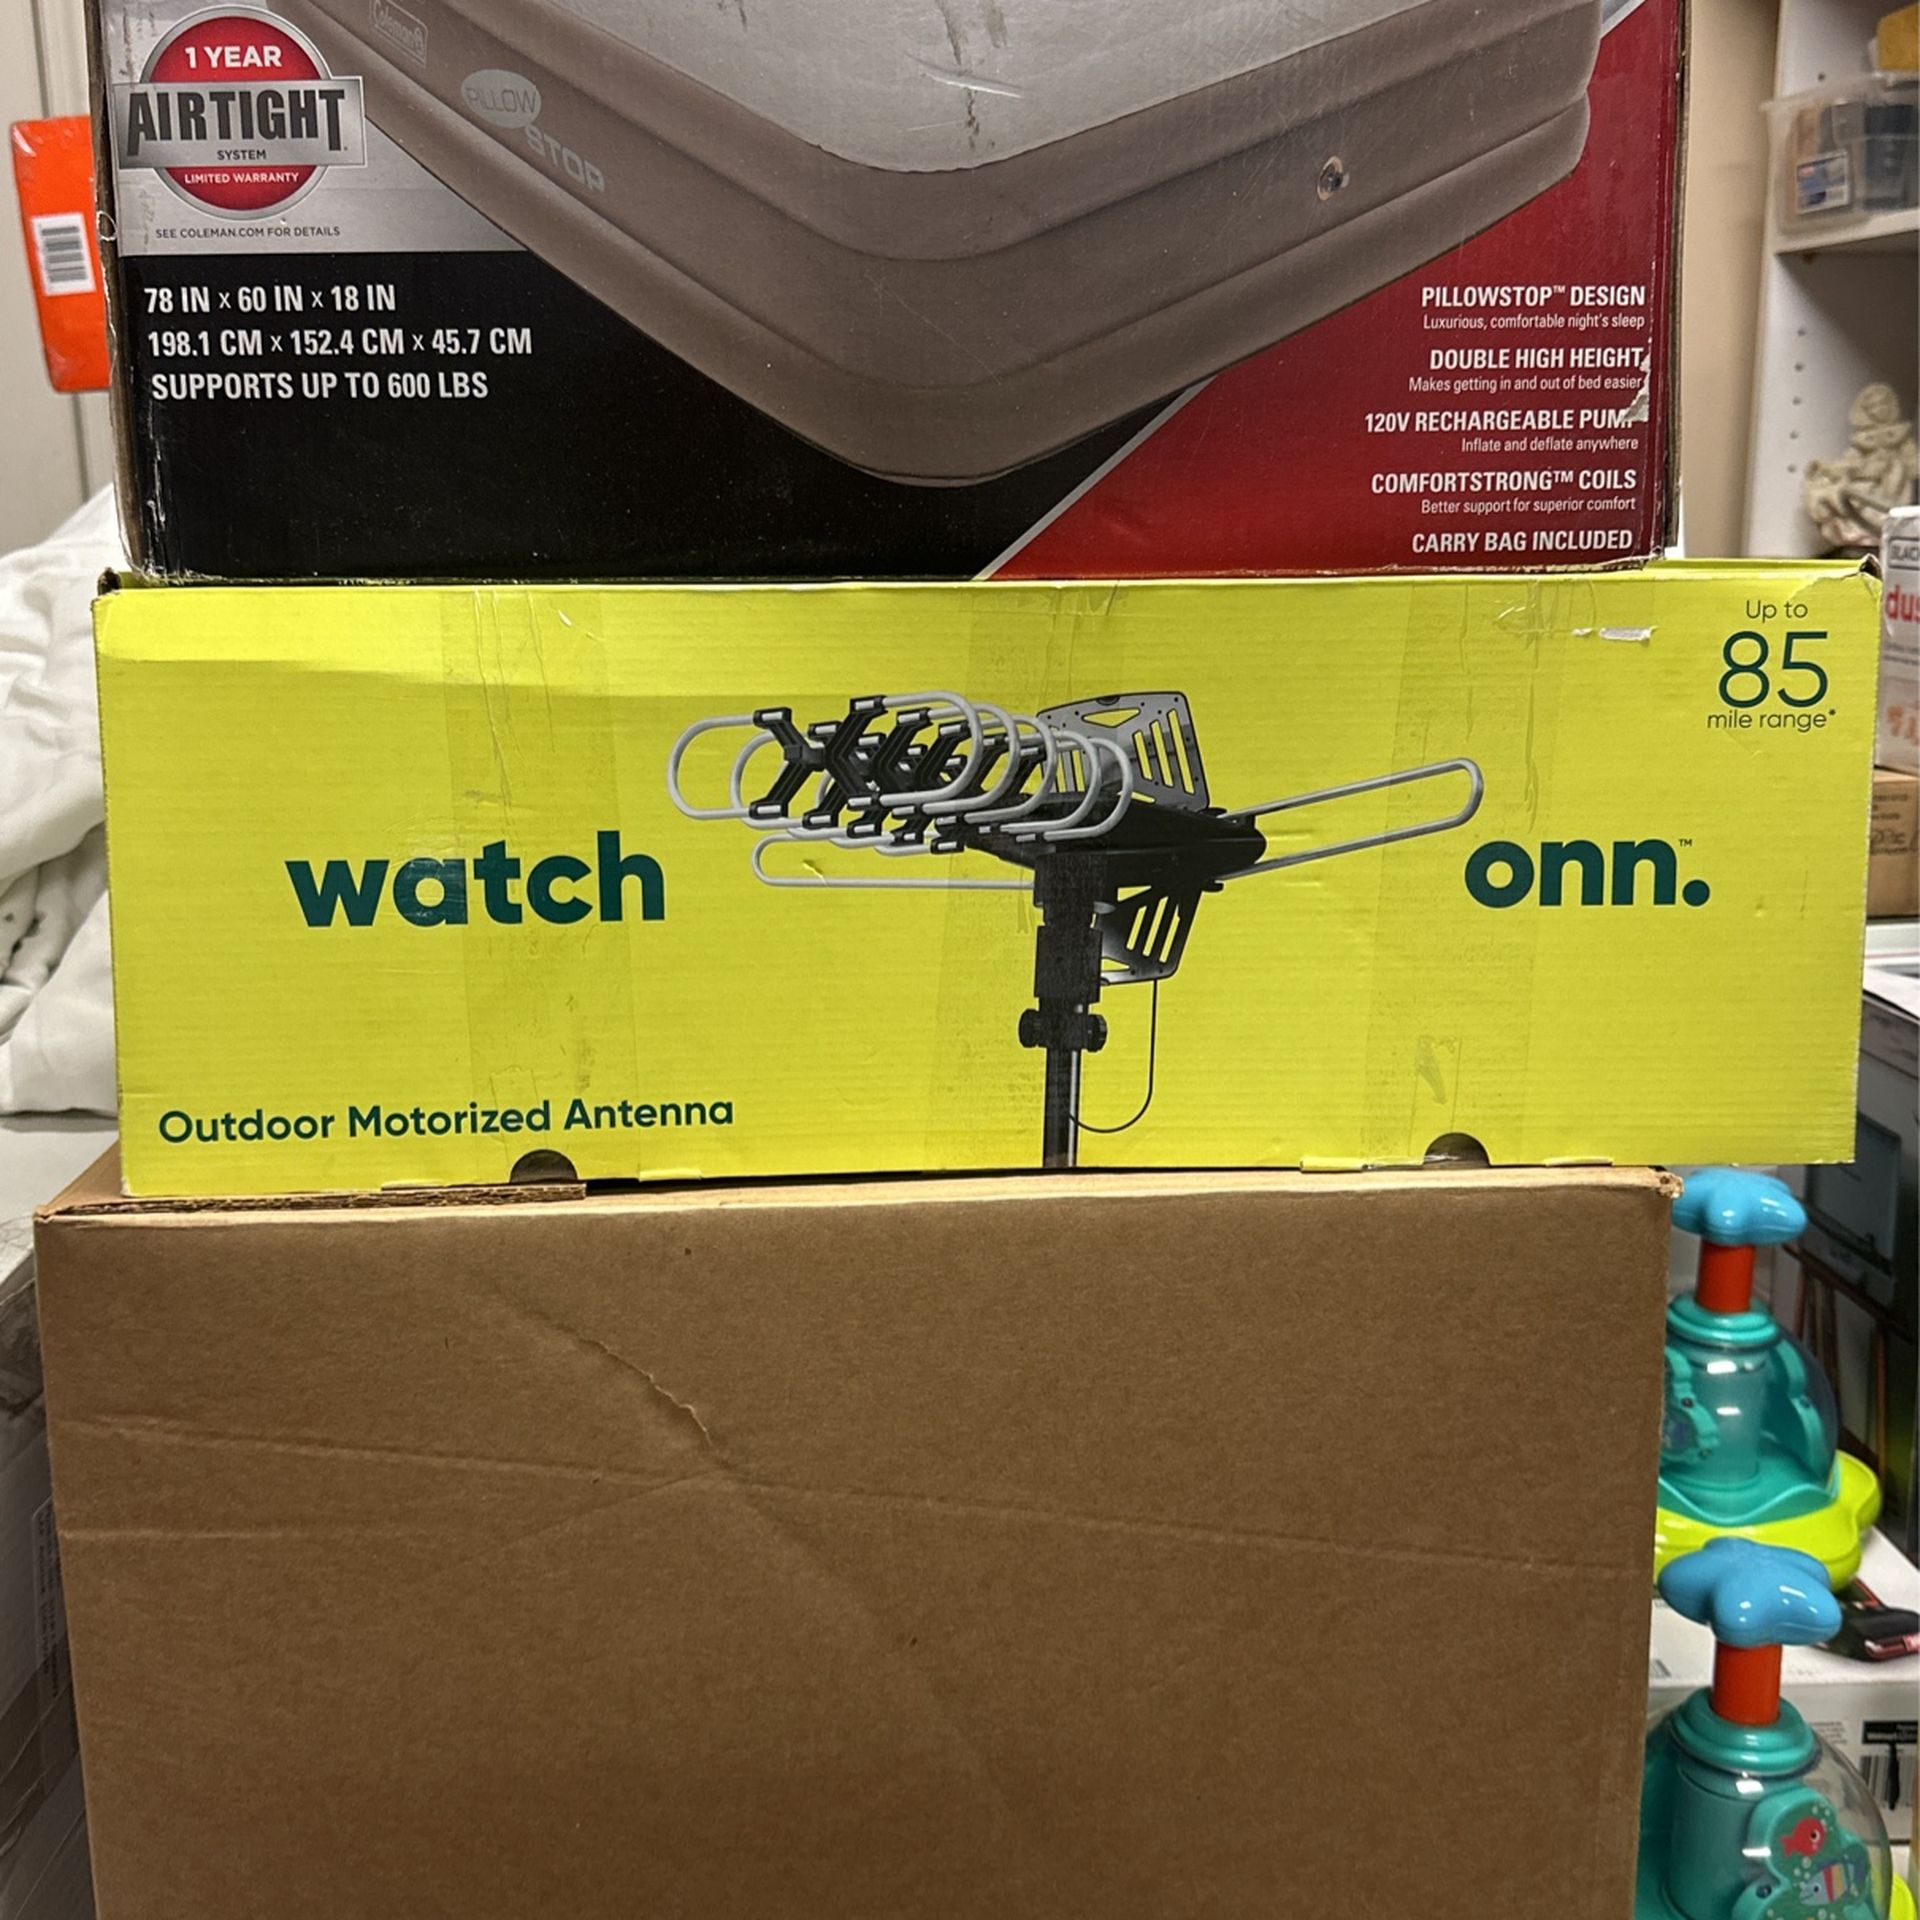 Coleman
PILLOW
STOP
1 YEAR
AIRTIGHT
SYSTEM
LIMITED WARRANTY
SEE COLEMAN.COM FOR DETAILS
78 IN x 60 IN x 18 IN
198.1 CM x 152.4 CM x 45.7 CM
SUPPORTS UP TO 600 LBS
PILLOWSTOP™ DESIGN
Luxurious, comfortable night's sleep
DOUBLE HIGH HEIGHT
Makes getting in and out of bed easier
120V RECHARGEABLE PUMP
Inflate and deflate anywhere
COMFORTSTRONG™ COILS
Better support for superior comfort
CARRY BAG INCLUDED
Up to
85
mile range*
watch
onn.™
Outdoor Motorized Antenna